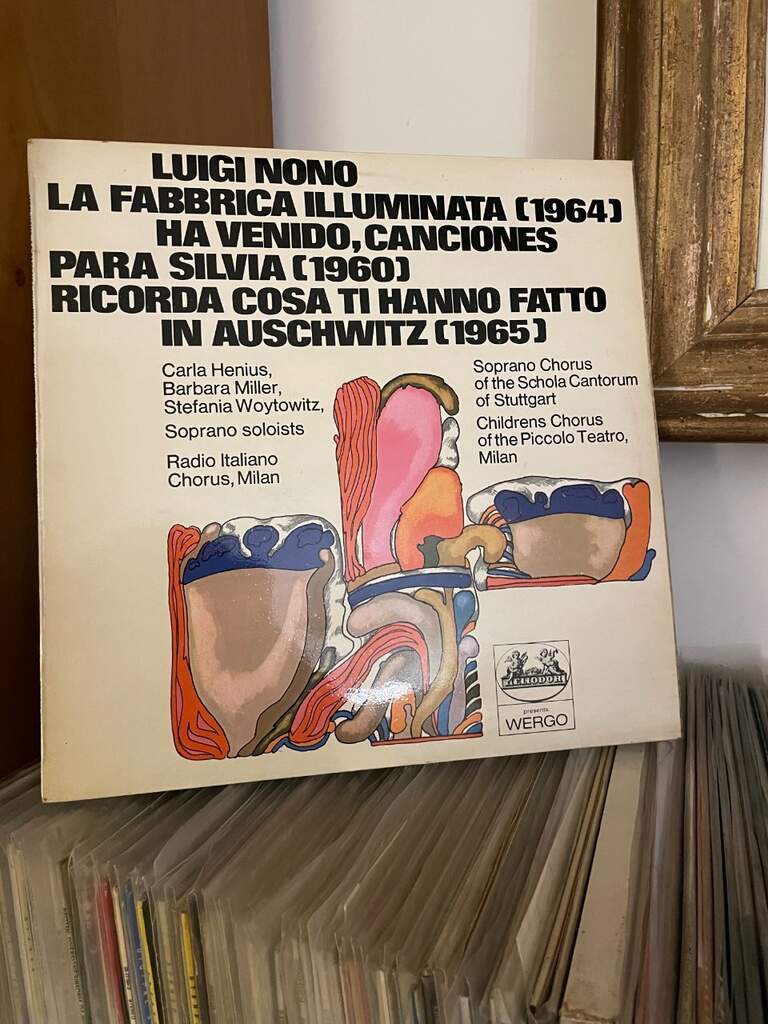 LUIGI NONO
LA FABBRICA ILLUMINATA (1964)
HA VENIDO, CANCIONES
PARA SILVIA (1960)
RICORDA COSA TI HANNO FATTO
IN AUSCHWITZ (1965)
Carla Henius,
Barbara Miller,
Stefania Woytowitz,
Soprano soloists
Radio Italiano
Chorus, Milan
Soprano Chorus
of the Schola Cantorum
of Stuttgart
Childrens Chorus
of the Piccolo Teatro,
Milan
HELIODOR
presents
WERGO